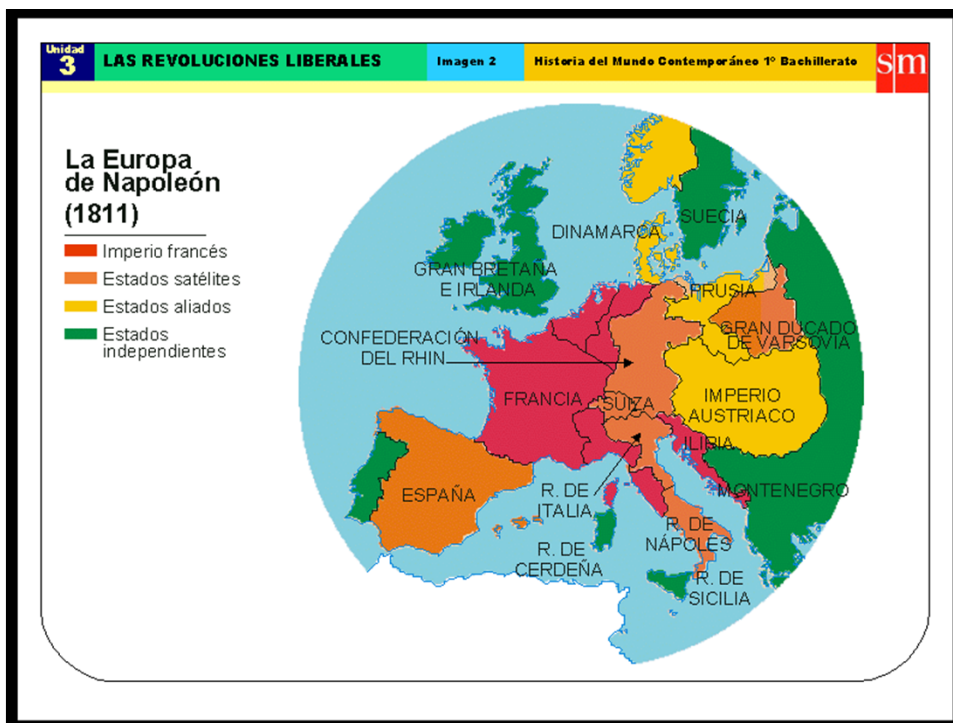 Unidad
3
LAS REVOLUCIONES LIBERALES
Imagen 2
Historia del Mundo Contemporáneo 1º Bachillerato
sm
La Europa
de Napoleón
(1811)
Imperio francés
Estados satélites
Estados aliados
Estados
independientes
SUECIA
DINAMARCA
GRAN BRETAÑA
E IRLANDA
PRUSIA
GRAN DUCADO
DE VARSOVIA
CONFEDERACIÓN
DEL RHIN
FRANCIA
SUIZA
IMPERIO
AUSTRIACO
ILIRIA
ESPAÑA
R. DE
ITALIA
MONTENEGRO
R. DE
NÁPOLES
R. DE
CERDEÑA
R. DE
SICILIA